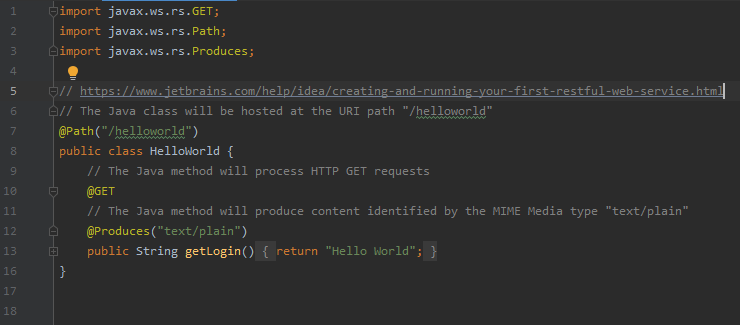 1 import javax.ws.rs.GET;
2 import javax.ws.rs.Path;
3 import javax.ws.rs.Produces;
4
5 // https://www.jetbrains.com/help/idea/creating-and-running-your-first-restful-web-service.html
6 // The Java class will be hosted at the URI path "/helloworld"
7 @Path("/helloworld")
8 public class HelloWorld {
9 // The Java method will process HTTP GET requests
10 @GET
11 // The Java method will produce content identified by the MIME Media type "text/plain"
12 @Produces("text/plain")
13 public String getLogin() { return "Hello World"; }
16 }
17
18